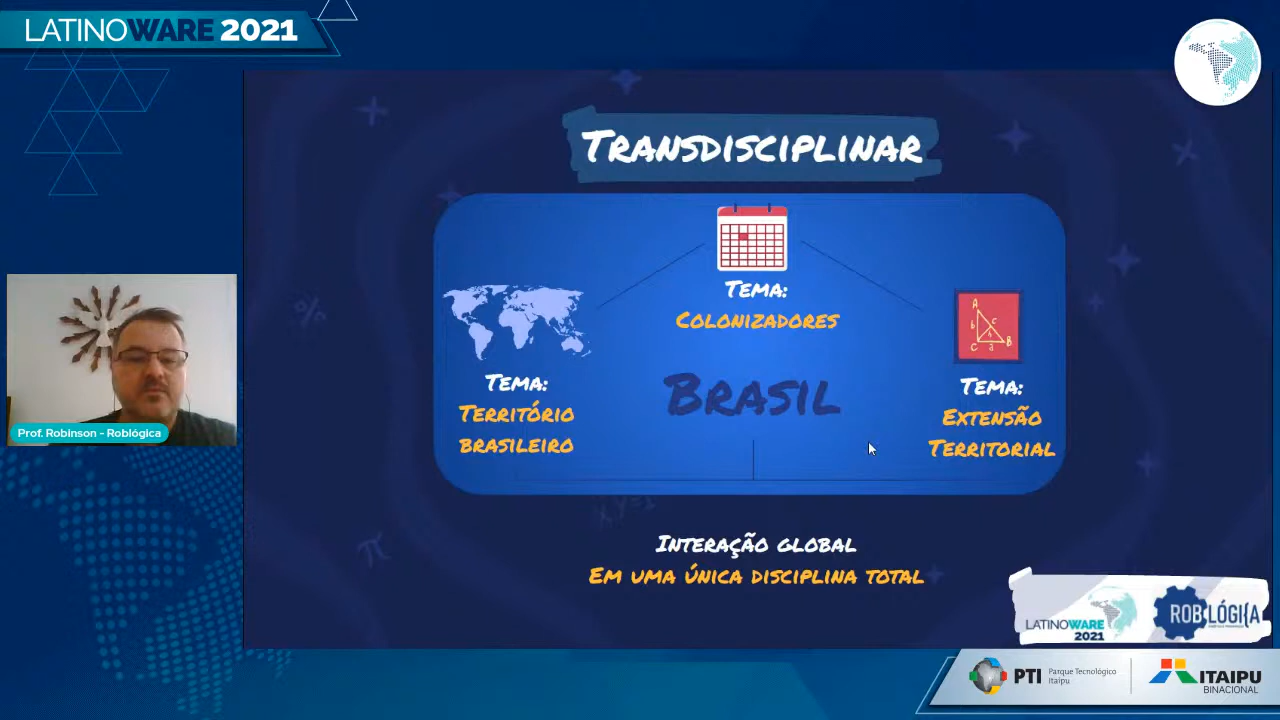 LATINOWARE 2021
TRANSDISCIPLINAR
TEMA:
COLONIZADORES
TEMA:
TERRITÓRIO
BRASILEIRO
BRASIL
TEMA:
EXTENSÃO
TERRITORIAL
A
b
c
C
a
B
Prof. Robinson - Roblógica
INTERAÇÃO GLOBAL
EM UMA ÚNICA DISCIPLINA TOTAL
%
π
LATINOWARE
2021
ROBLÓGI{A
PTI
Parque Tecnológico
Itaipu
ITAIPU
BINACIONAL